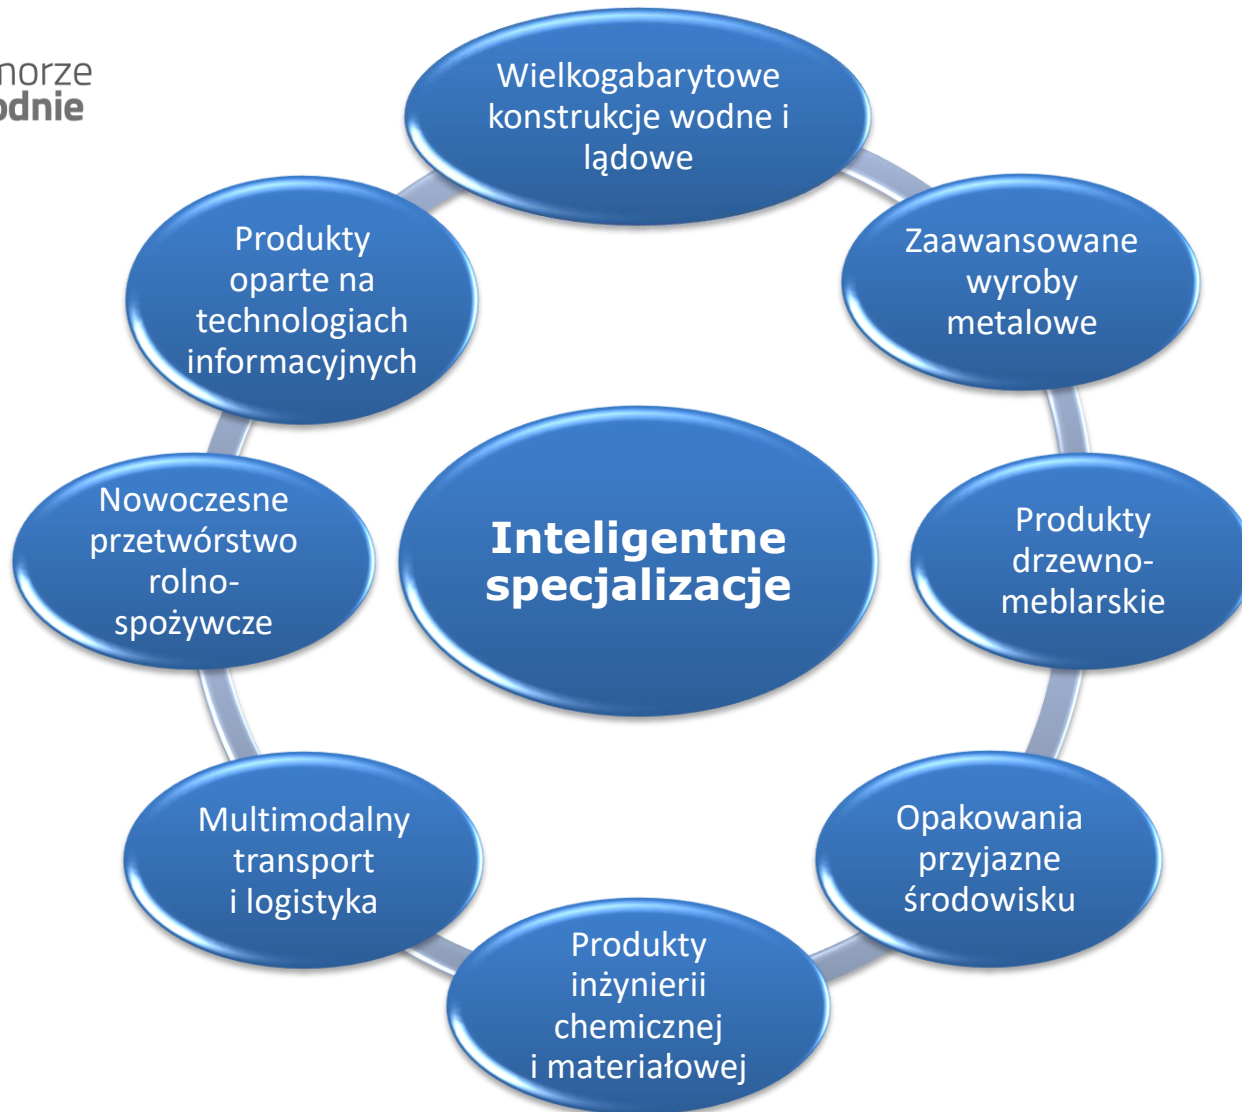 morze
odnie
Wielkogabarytowe
konstrukcje wodne i
lądowe
Zaawansowane
wyroby
metalowe
Produkty
drzewno-
meblarskie
Opakowania
przyjazne
środowisku
Produkty
inżynierii
chemicznej
i materiałowej
Multimodalny
transport
i logistyka
Nowoczesne
przetwórstwo
rolno-
spożywcze
Produkty
oparte na
technologiach
informacyjnych
Inteligentne
specjalizacje